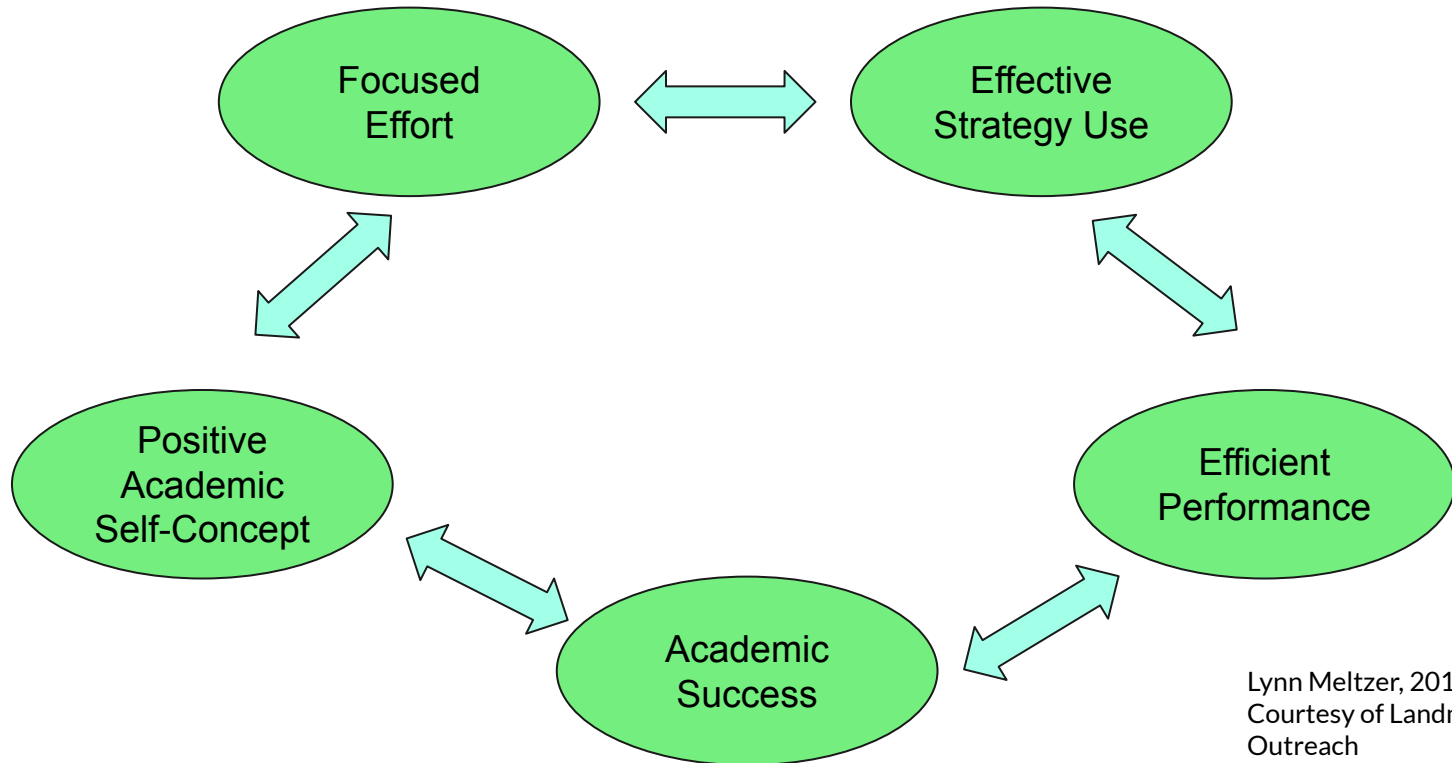 Focused
Effort
Effective
Strategy Use
Positive
Academic
Self-Concept
Efficient
Performance
Academic
Success
Lynn Meltzer,
Courtesy of
Outreach